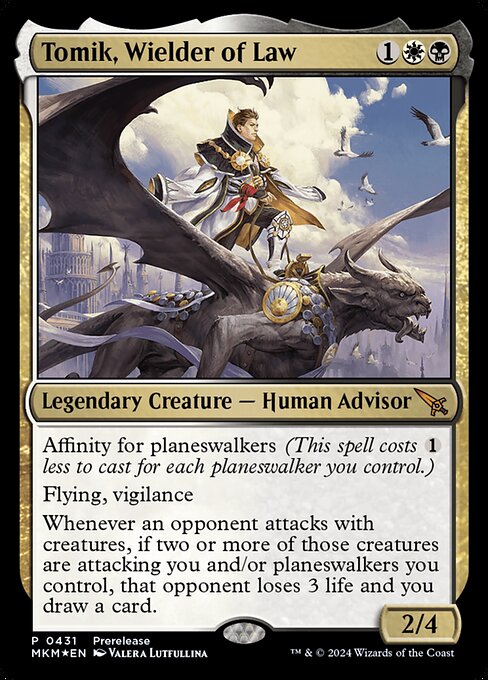 Tomik, Wielder of Law 1
Legendary Creature — Human Advisor
Affinity for planeswalkers (This spell costs 1
less to cast for each planeswalker you control.)
Flying, vigilance
Whenever an opponent attacks with
creatures, if two or more of those creatures
are attacking you and/or planeswalkers you
control, that opponent loses 3 life and you
draw a card.
2/4
P 0431 Prerelease
MKM★EN Valera Lutfullina
™ & © 2024 Wizards of the Coast